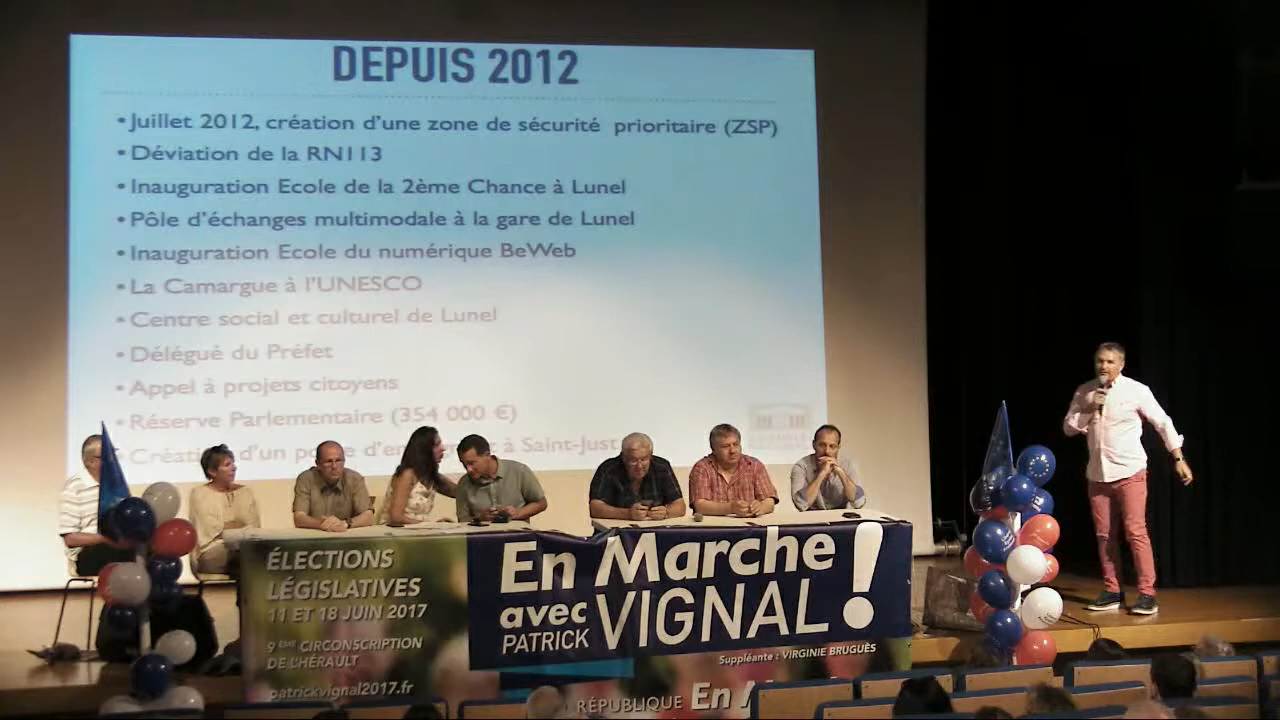 DEPUIS 2012
• Juillet 2012, création d'une zone de sécurité prioritaire (ZSP)
• Déviation de la RN113
• Inauguration Ecole de la 2ème Chance à Lunel
• Pôle d'échanges multimodale à la gare de Lunel
• Inauguration Ecole du numérique BeWeb
• La Camargue à l'UNESCO
• Centre social et culturel de Lunel
• Délégué du Préfet
• Appel à projets citoyens
• Réserve Parlementaire (354 000 €)
d'un à Saint-Just
ÉLECTIONS
LÉGISLATIVES
11 ET 18 JUIN 2017
9ÈME CIRCONSCRIPTION
DE L'HÉRAULT
patrickvignal2017.fr
En Marche !
avec
PATRICK VIGNAL
Suppléante : VIRGINIE BRUGUÈS
RÉPUBLIQUE En